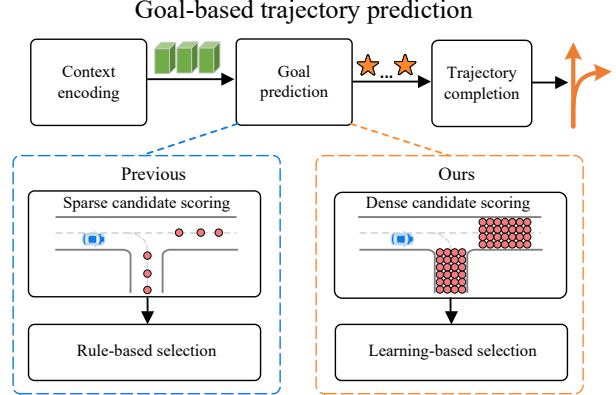 Goal-based trajectory prediction
Context
encoding
Goal
prediction
...
Trajectory
completion
Previous
Sparse candidate scoring
Rule-based selection
Ours
Dense candidate scoring
Learning-based selection